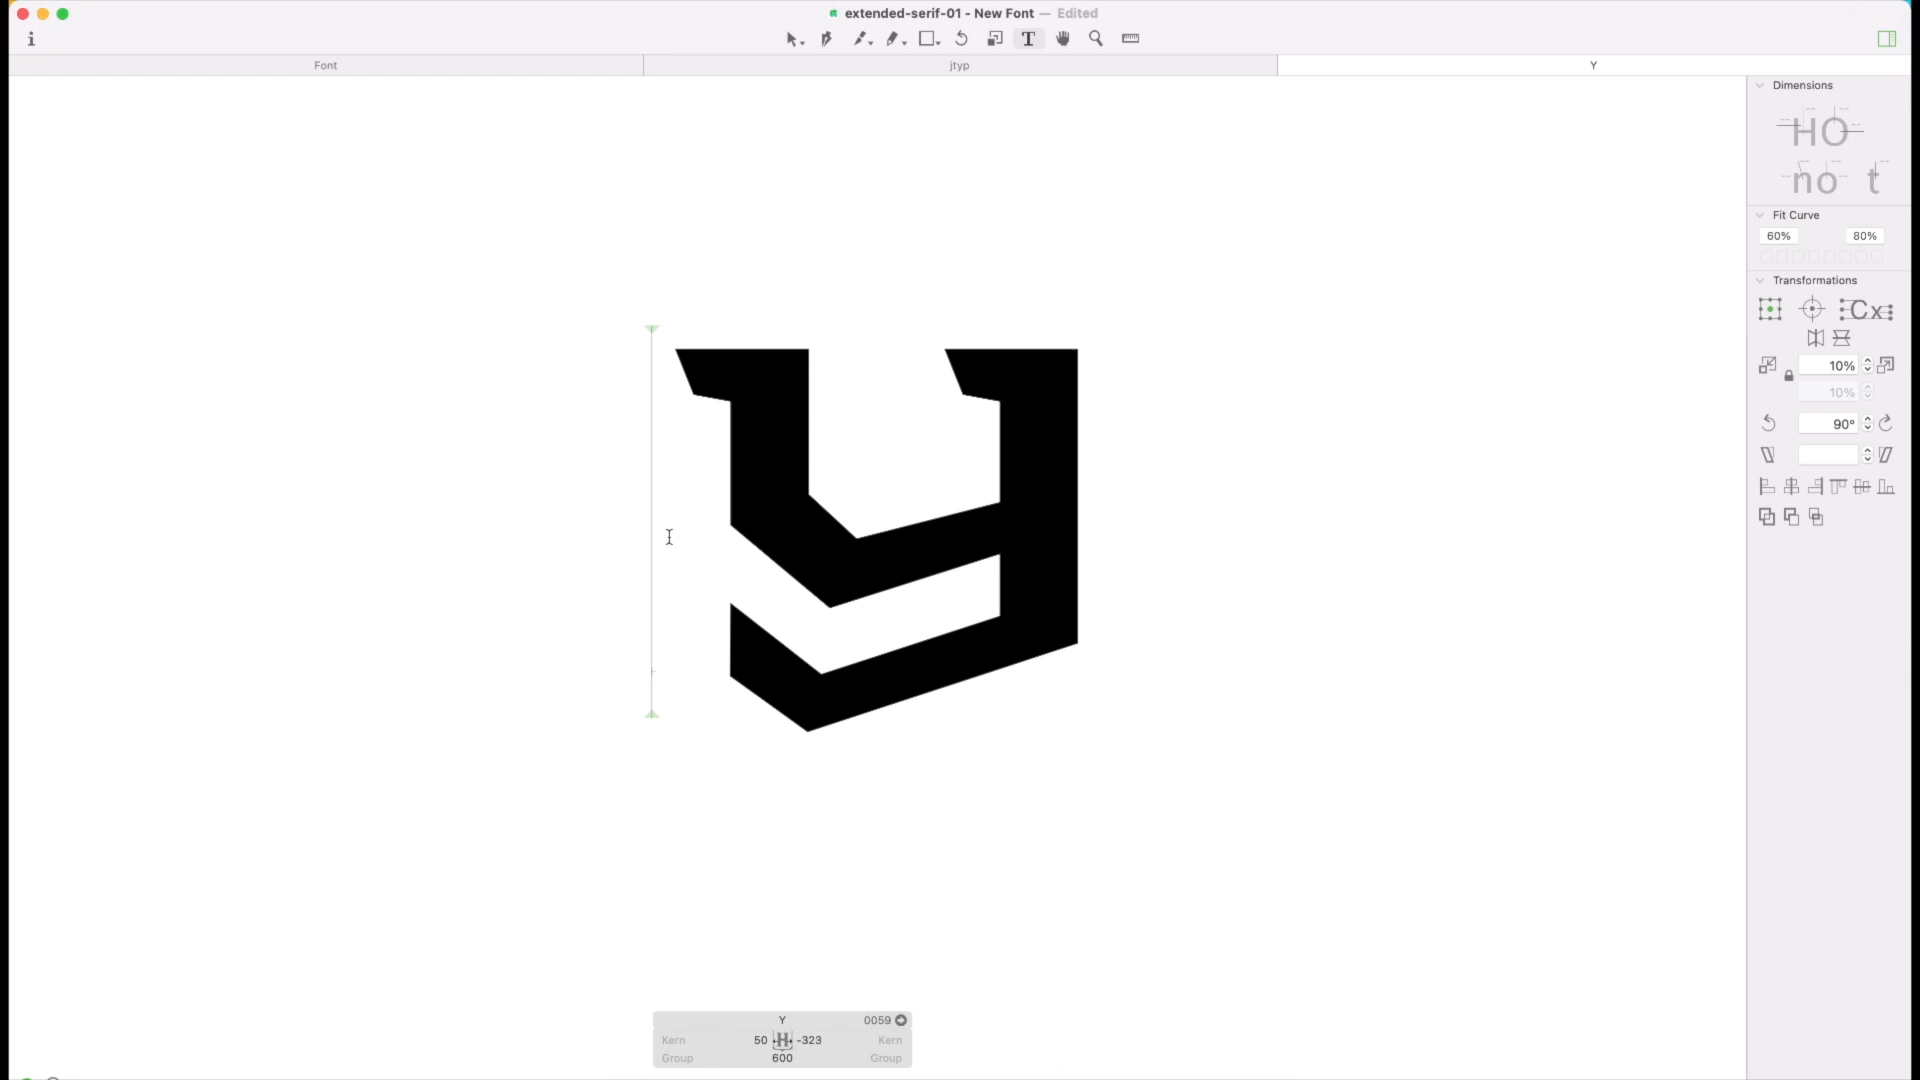 extended-serif-01 - New Font — Edited
Font
jtyp
Y
Dimensions
HO
no t
Fit Curve
60%
80%
Transformations
Cx
10%
10%
90°
Y
0059
Kern
50
H
-323
Kern
Group
600
Group